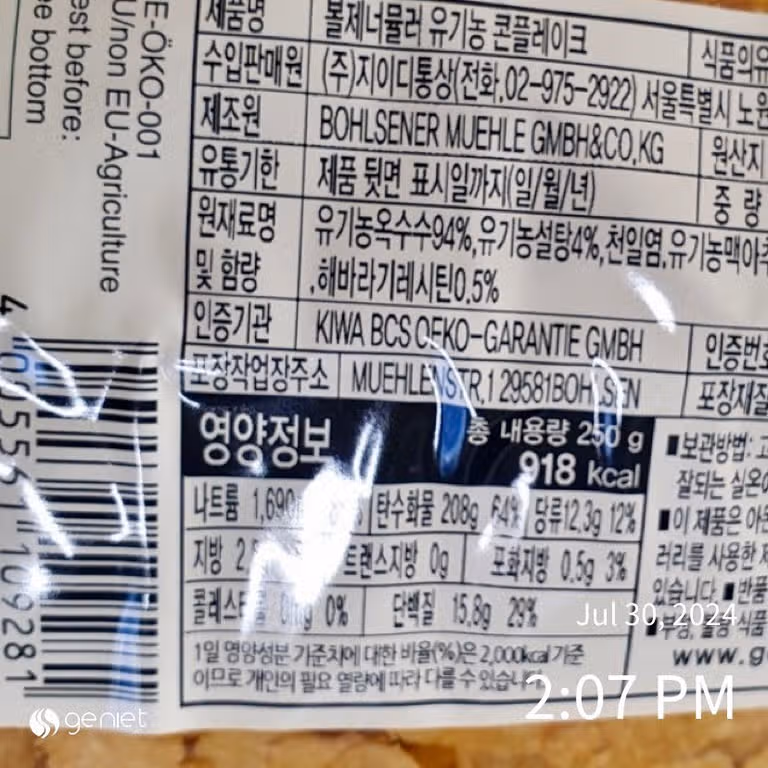 E-ÖKO-001
U/non EU-Agriculture
est before:
e bottom
제품명 볼제너뮬러 유기농 콘플레이크
수입판매원 (주)지이디통상(전화.02-975-2922) 서울특별시 노원
제조원 BOHLSENER MUEHLE GMBH&CO,KG 원산지
유통기한 제품 뒷면 표시일까지(일/월/년) 중 량
원재료명 및 함량 유기농옥수수94%,유기농설탕4%,천일염,유기농맥아추
,해바라기레시틴0.5%
인증기관 KIWA BCS OEKO-GARANTIE GMBH 인증번호
포장작업장주소 MUEHLENSTR,1 29581BOHLSEN 포장재질
영양정보 총 내용량 250 g
918 kcal
나트륨 탄수화물 208g 64% 당류12,3g 12%
지방 트랜스지방 0g 포화지방 0.5g 3%
콜레스테롤 0mg 0% 단백질 15,8g 29%
1일 영양성분 기준치에 대한 비율(%)은 2,000kcal 기준
이므로 개인의 필요 열량에 따라 다를 수 있습니
■보관방법:
잘되는 실온에
■이 제품은
러리를 사용한 제
있습니다. ■반품
www.g
Jul 30, 2024
2:07 PM
geniet